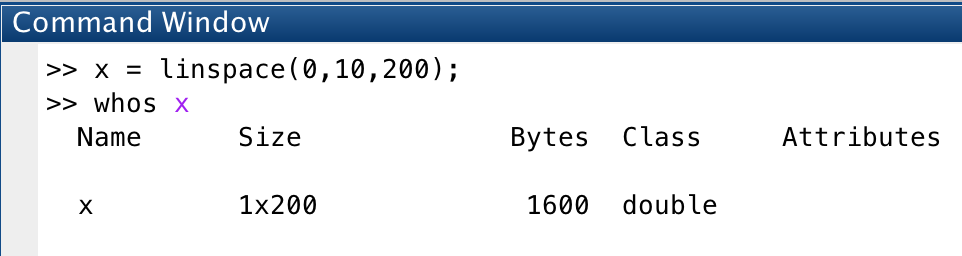 Command Window
>> x = linspace(0,10,200);
>> whos x
Name Size Bytes Class Attributes
x 1x200 1600 double